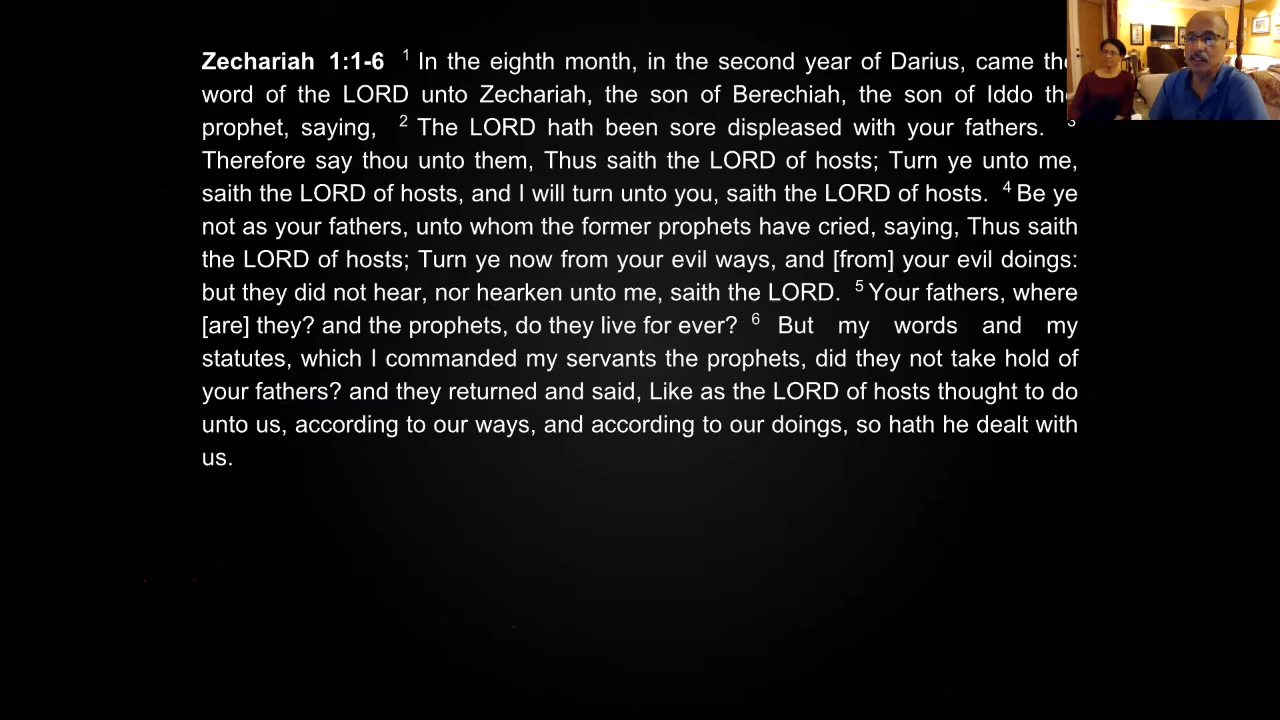 Zechariah 1:1-6 1 In the eighth month, in the second year of Darius, came the
word of the LORD unto Zechariah, the son of Berechiah, the son of Iddo the
prophet, saying, 2 The LORD hath been sore displeased with your fathers. 3
Therefore say thou unto them, Thus saith the LORD of hosts; Turn ye unto me,
saith the LORD of hosts, and I will turn unto you, saith the LORD of hosts. 4 Be ye
not as your fathers, unto whom the former prophets have cried, saying, Thus saith
the LORD of hosts; Turn ye now from your evil ways, and [from] your evil doings:
but they did not hear, nor hearken unto me, saith the LORD. 5 Your fathers, where
[are] they? and the prophets, do they live for ever? 6 But my words and my
statutes, which I commanded my servants the prophets, did they not take hold of
your fathers? and they returned and said, Like as the LORD of hosts thought to do
unto us, according to our ways, and according to our doings, so hath he dealt with
us.